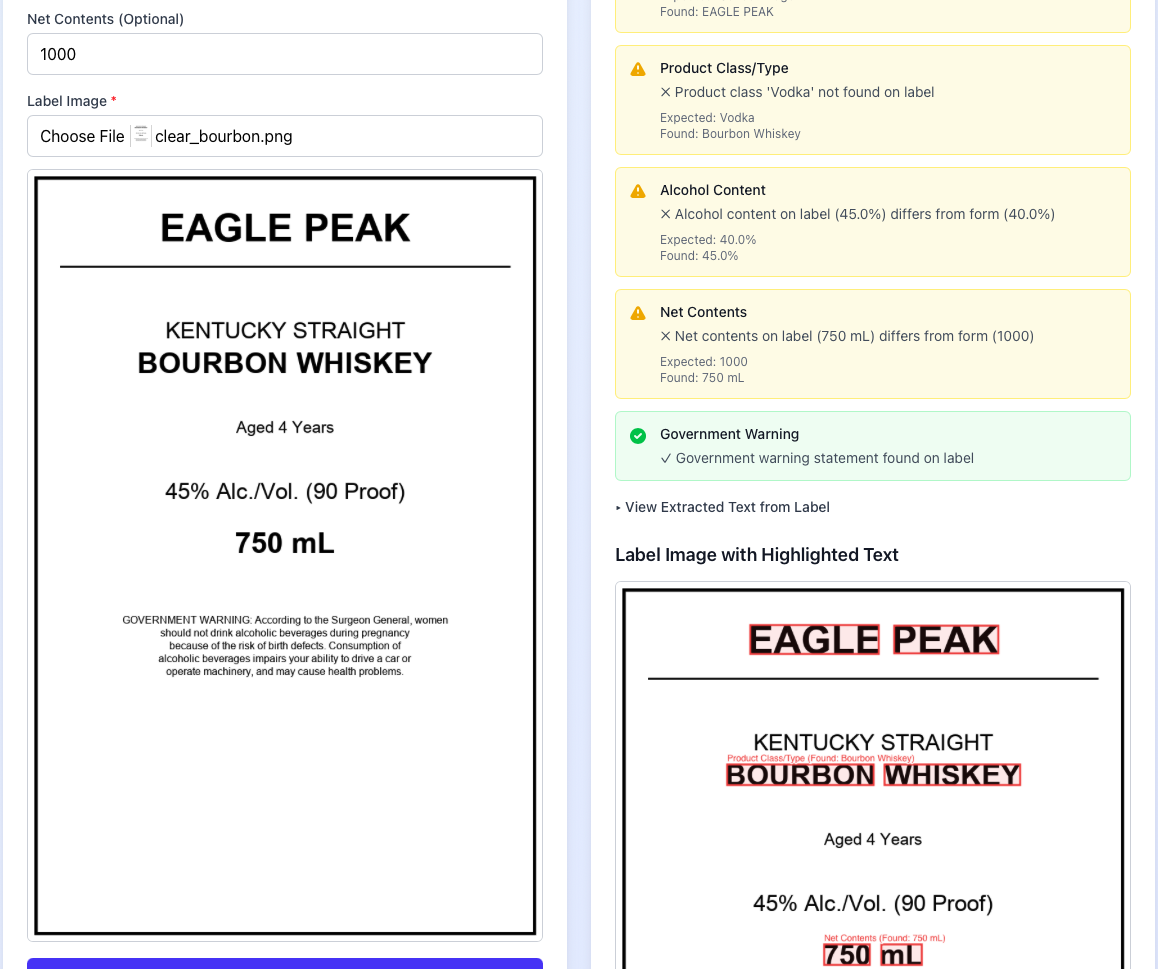 Net Contents (Optional)
1000
Label Image *
Choose File clear_bourbon.png
EAGLE PEAK
KENTUCKY STRAIGHT
BOURBON WHISKEY
Aged 4 Years
45% Alc./Vol. (90 Proof)
750 mL
GOVERNMENT WARNING: According to the Surgeon General, women
should not drink alcoholic beverages during pregnancy
because of the risk of birth defects. Consumption of
alcoholic beverages impairs your ability to drive a car or
operate machinery, and may cause health problems.
Found: EAGLE PEAK
Product Class/Type
✕ Product class 'Vodka' not found on label
Expected: Vodka
Found: Bourbon Whiskey
Alcohol Content
✕ Alcohol content on label (45.0%) differs from form (40.0%)
Expected: 40.0%
Found: 45.0%
Net Contents
✕ Net contents on label (750 mL) differs from form (1000)
Expected: 1000
Found: 750 mL
Government Warning
✓ Government warning statement found on label
▸ View Extracted Text from Label
Label Image with Highlighted Text
EAGLE PEAK
KENTUCKY STRAIGHT
Product Class/Type (Found: Bourbon Whiskey)
BOURBON WHISKEY
Aged 4 Years
45% Alc./Vol. (90 Proof)
Net Contents (Found: 750 mL)
750 mL